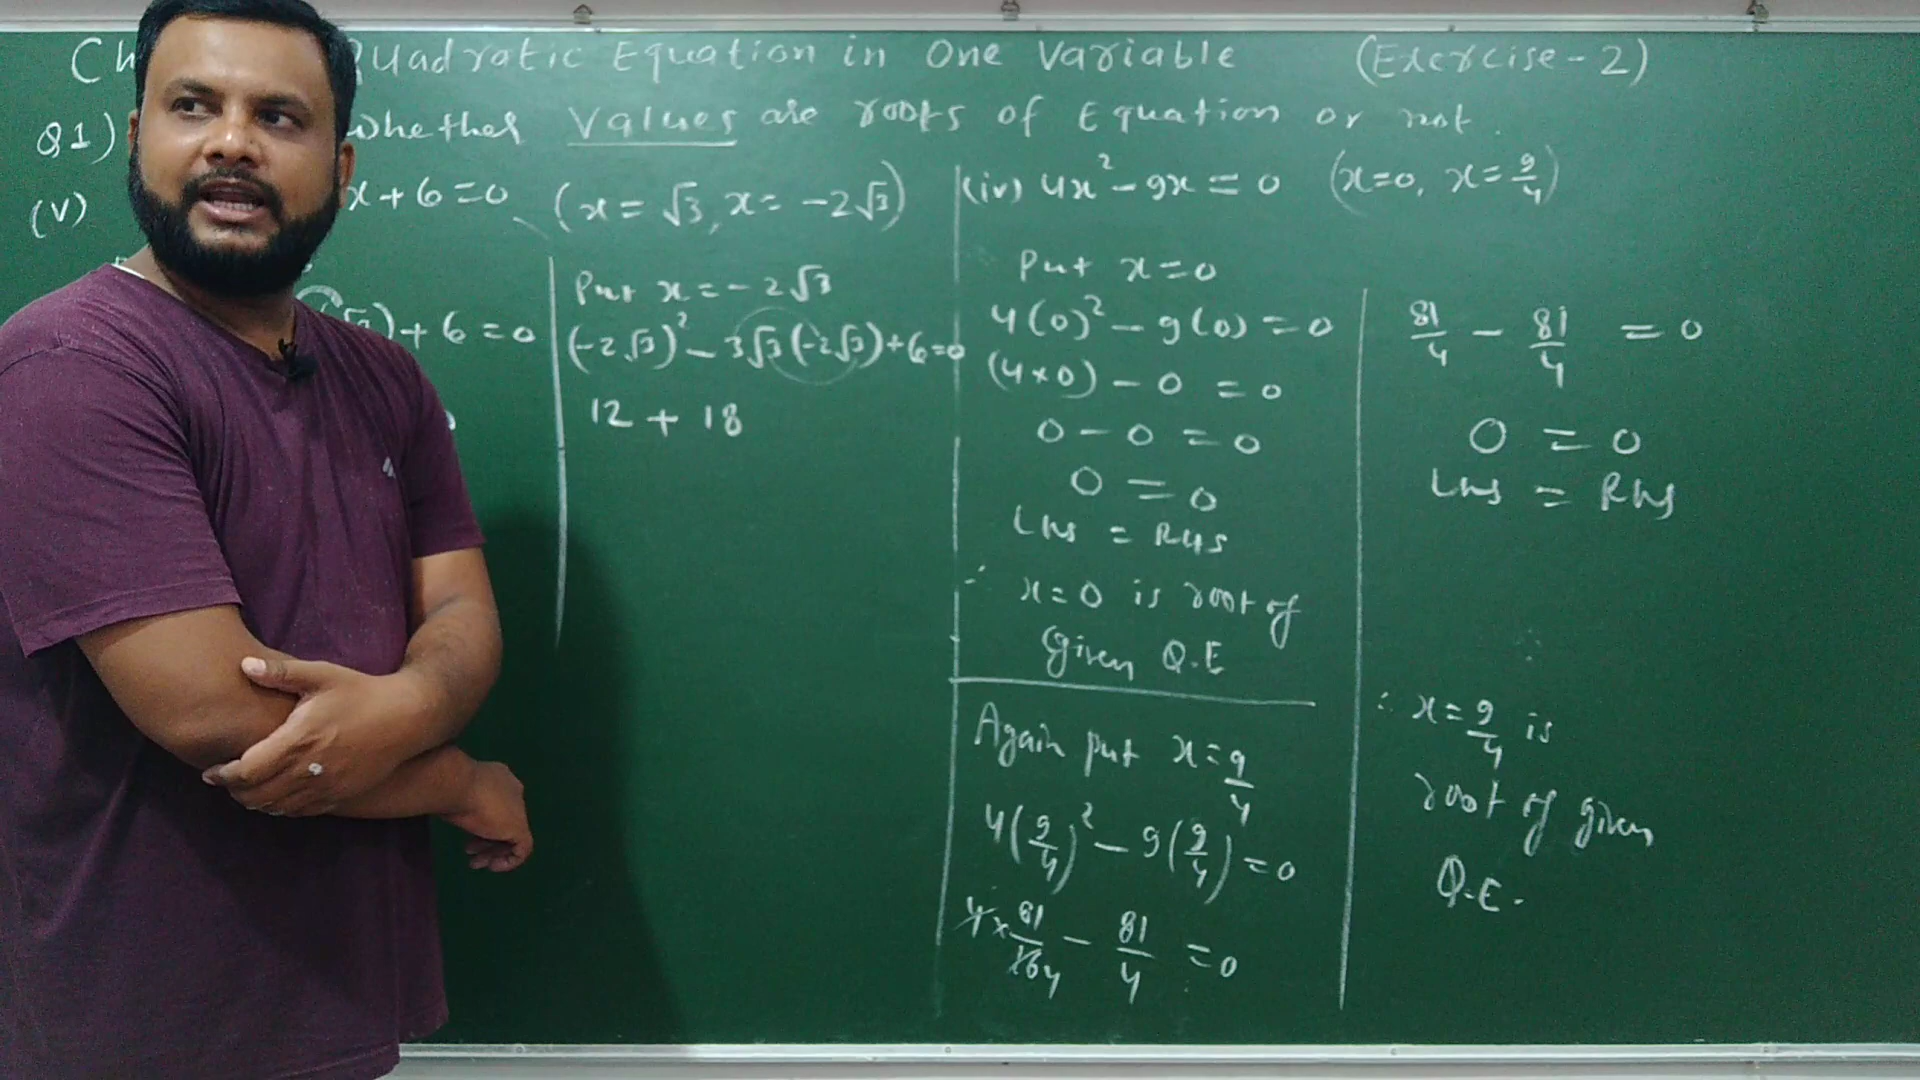 Quadratic Equation in One Variable (Exercise-2)
Q1) whether Values are roots of Equation or not.
(V) x+6=0 (x=√3, x=-2√3)
)+6=0
Put x=-2√3
(-2√3)²-3√3(-2√3)+6=0
12+18
(iv) 4x²-9x=0 (x=0, x=9/4)
Put x=0
4(0)²-9(0)=0
(4×0)-0=0
0-0=0
0=0
LHS=RHS
∴ x=0 is root of
Given Q.E
Again put x=9/4
4(9/4)²-9(9/4)=0
4×81/16 4-81/4=0
81/4-81/4=0
0=0
LHS=RHS
∴ x=9/4 is
root of given
Q.E.